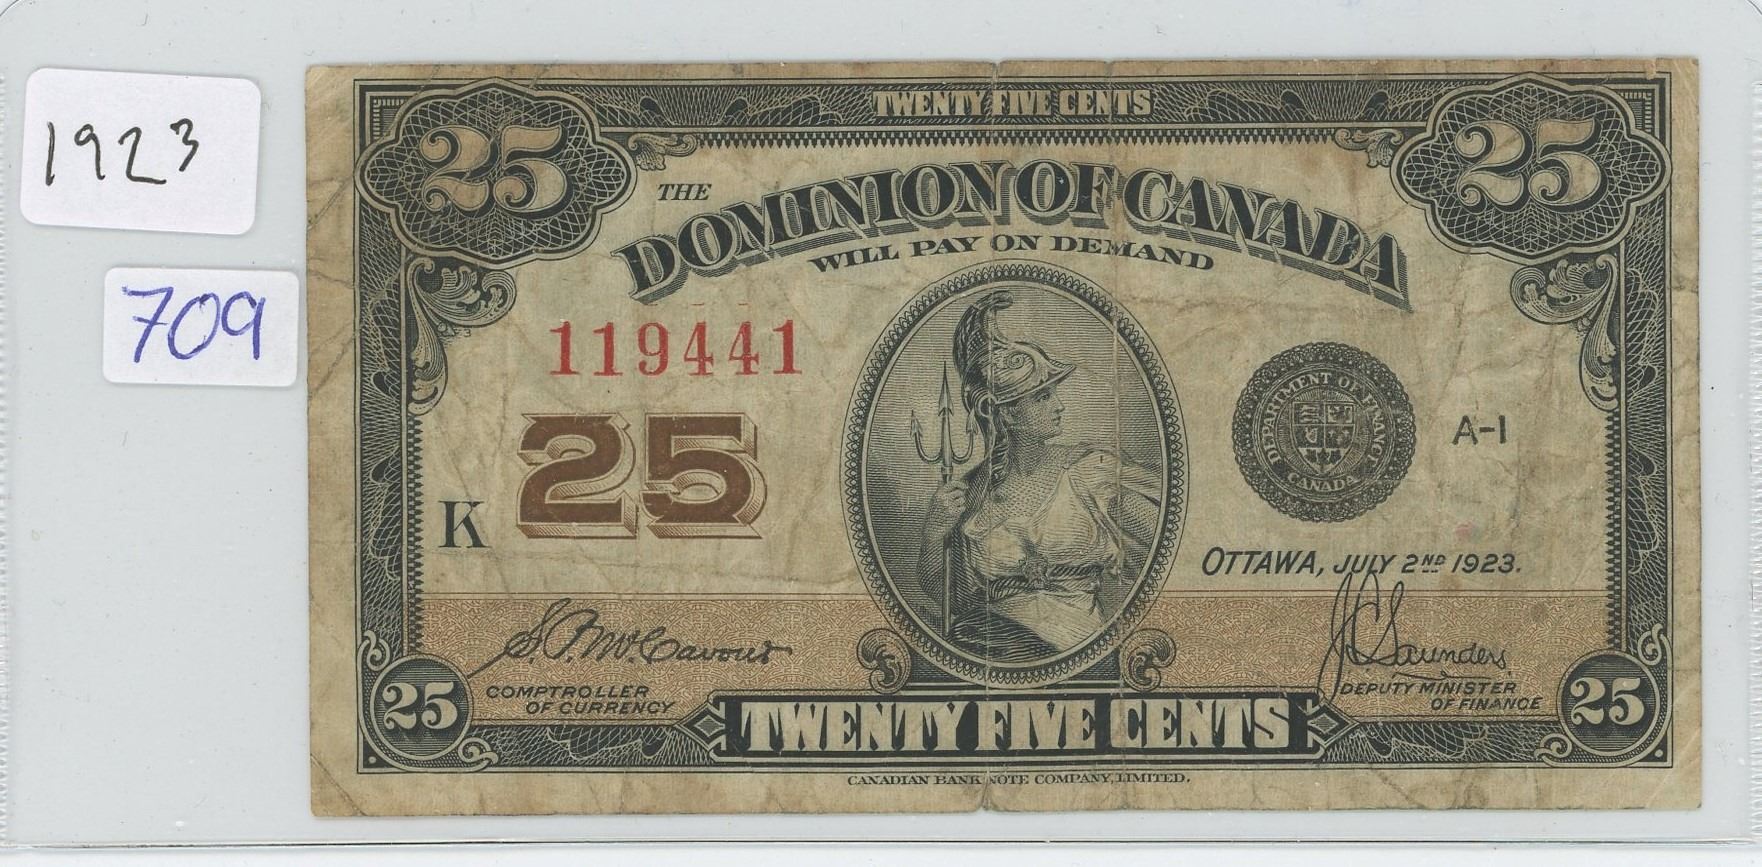 1923
709
TWENTY FIVE CENTS
25
25
THE
DOMINION OF CANADA
WILL PAY ON DEMAND
119441
25
K
DEPARTMENT OF FINANCE
CANADA
A-1
OTTAWA, JULY 2ND 1923.
S.P. McCavour
J.C. Saunders
COMPTROLLER
OF CURRENCY
DEPUTY MINISTER
OF FINANCE
25
TWENTY FIVE CENTS
25
CANADIAN BANK NOTE COMPANY, LIMITED.